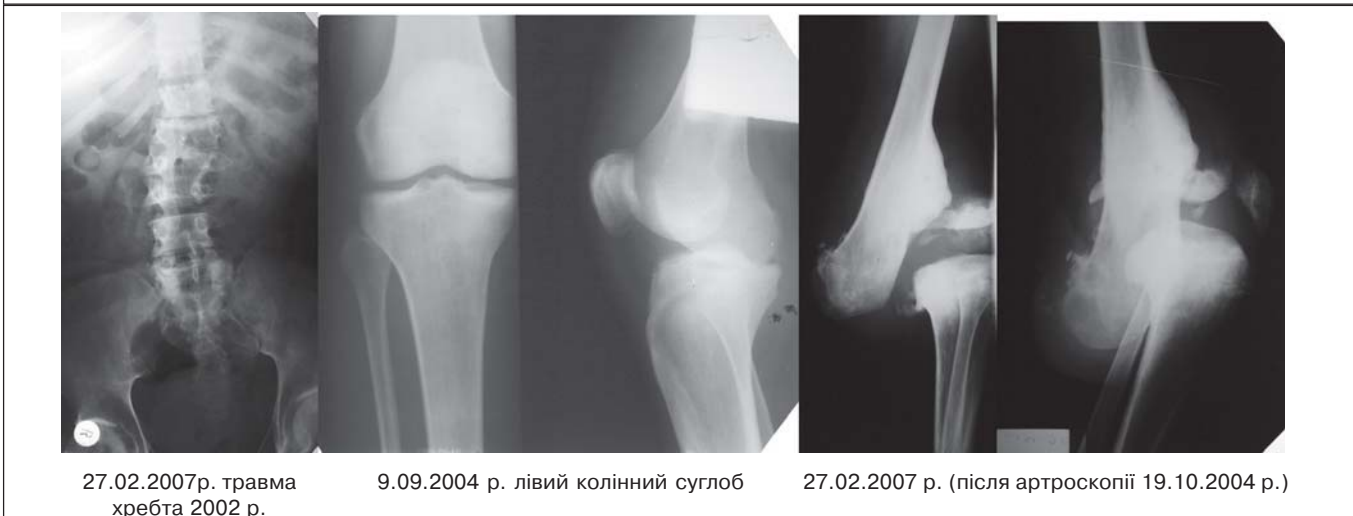 27.02.2007р. травма
хребта 2002 р.
9.09.2004 р. лівий колінний суглоб
27.02.2007 р. (після артроскопії 19.10.2004 р.)